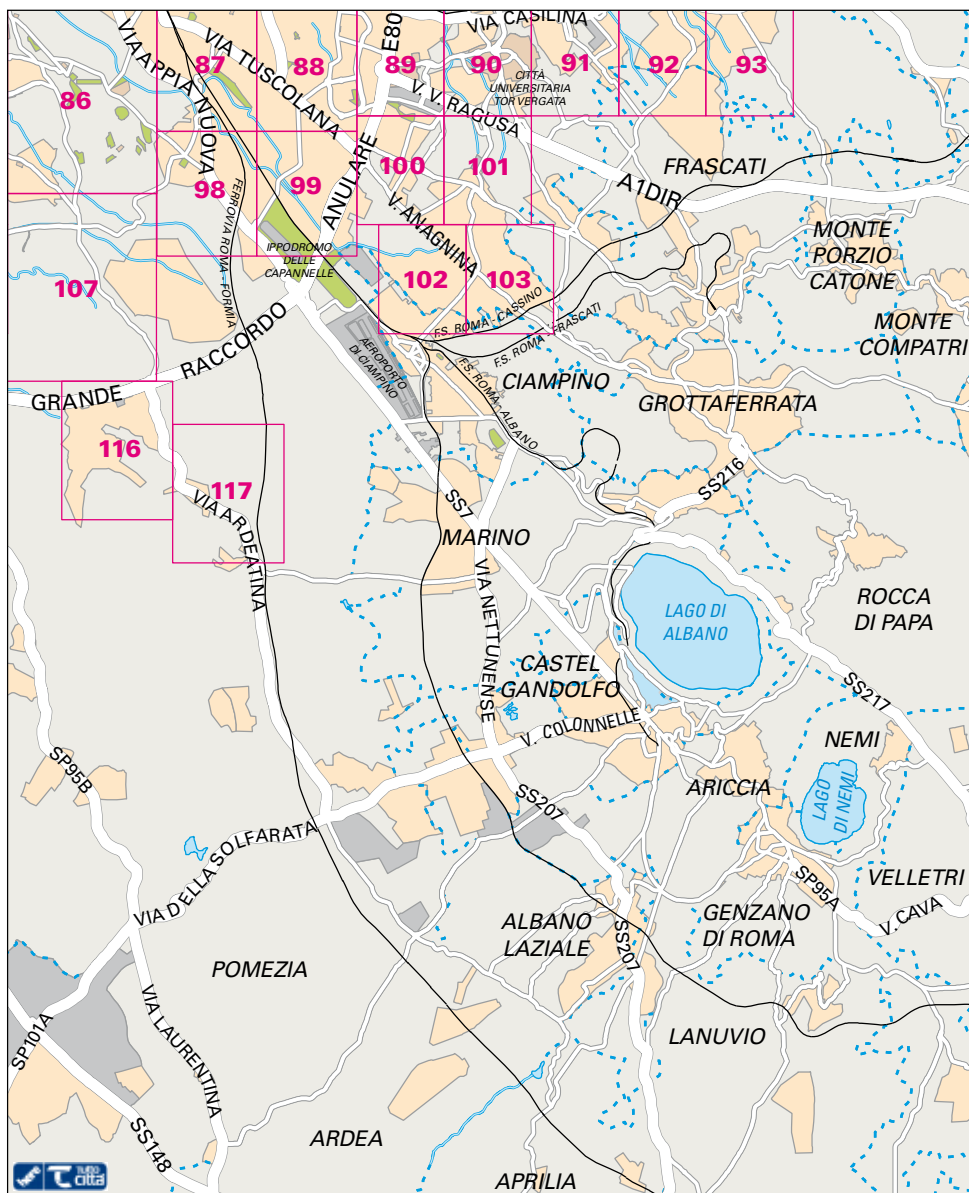 VIA APPIA NUOVA
VIA TUSCOLANA
VIA CASILINA
E80
86
87
88
89
90
91
92
93
CITTÀ
UNIVERSITARIA
TOR VERGATA
V. V. RAGUSA
98
99
100
101
ANULARE
FRASCATI
A1DIR
V. ANAGNINA
FERROVIA ROMA-FORMIA
IPPODROMO
DELLE
CAPANNELLE
102
103
MONTE
PORZIO
CATONE
107
F.S. ROMA - CASSINO
F.S. ROMA - FRASCATI
F.S. ROMA - ALBANO
MONTE
COMPATRI
GRANDE RACCORDO
AEROPORTO
DI CIAMPINO
CIAMPINO
GROTTAFERRATA
116
117
VIA ARDEATINA
SS7
SS216
MARINO
VIA NETTUNENSE
LAGO DI
ALBANO
ROCCA
DI PAPA
CASTEL
GANDOLFO
SS217
V. COLONNELLE
NEMI
SP95B
ARICCIA
LAGO
DI NEMI
SS207
VIA DELLA SOLFARATA
VELLETRI
SP95A
V. CAVA
ALBANO
LAZIALE
GENZANO
DI ROMA
SS207
POMEZIA
VIA LAURENTINA
LANUVIO
SP101A
SS148
ARDEA
APRILIA
here
TUTTO
città